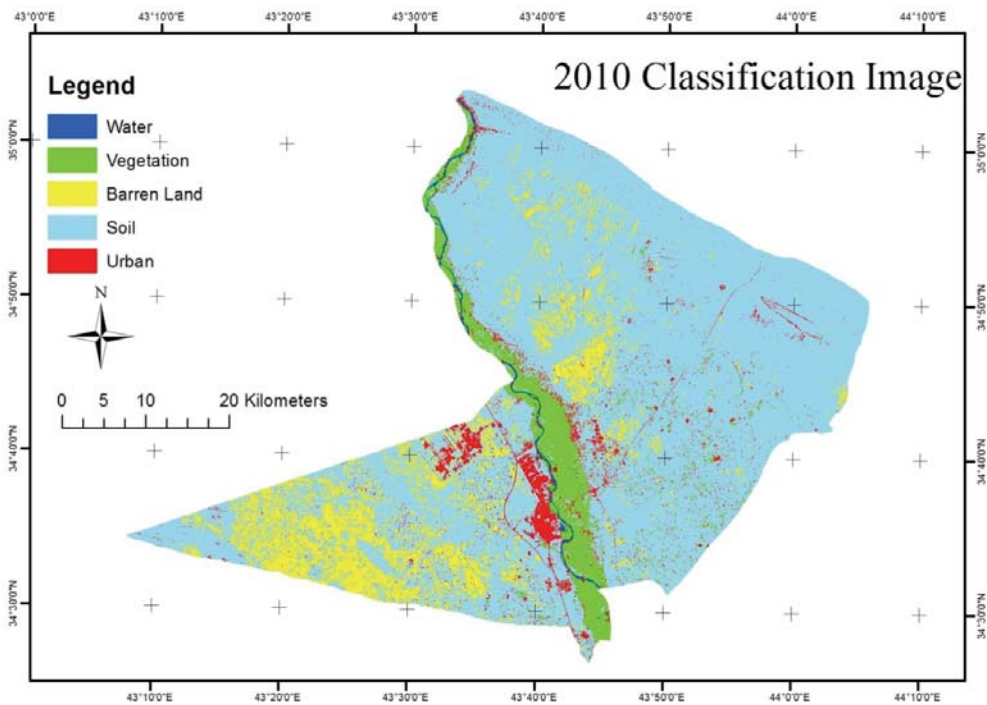 43°0'0"E 43°10'0"E 43°20'0"E 43°30'0"E 43°40'0"E 43°50'0"E 44°0'0"E 44°10'0"E
2010 Classification Image
Legend
Water
Vegetation
Barren Land
Soil
Urban
N
0 5 10 20 Kilometers
35°0'0"N
34°50'0"N
34°40'0"N
34°30'0"N
35°0'0"N
34°50'0"N
34°40'0"N
34°30'0"N
43°10'0"E 43°20'0"E 43°30'0"E 43°40'0"E 43°50'0"E 44°0'0"E 44°10'0"E